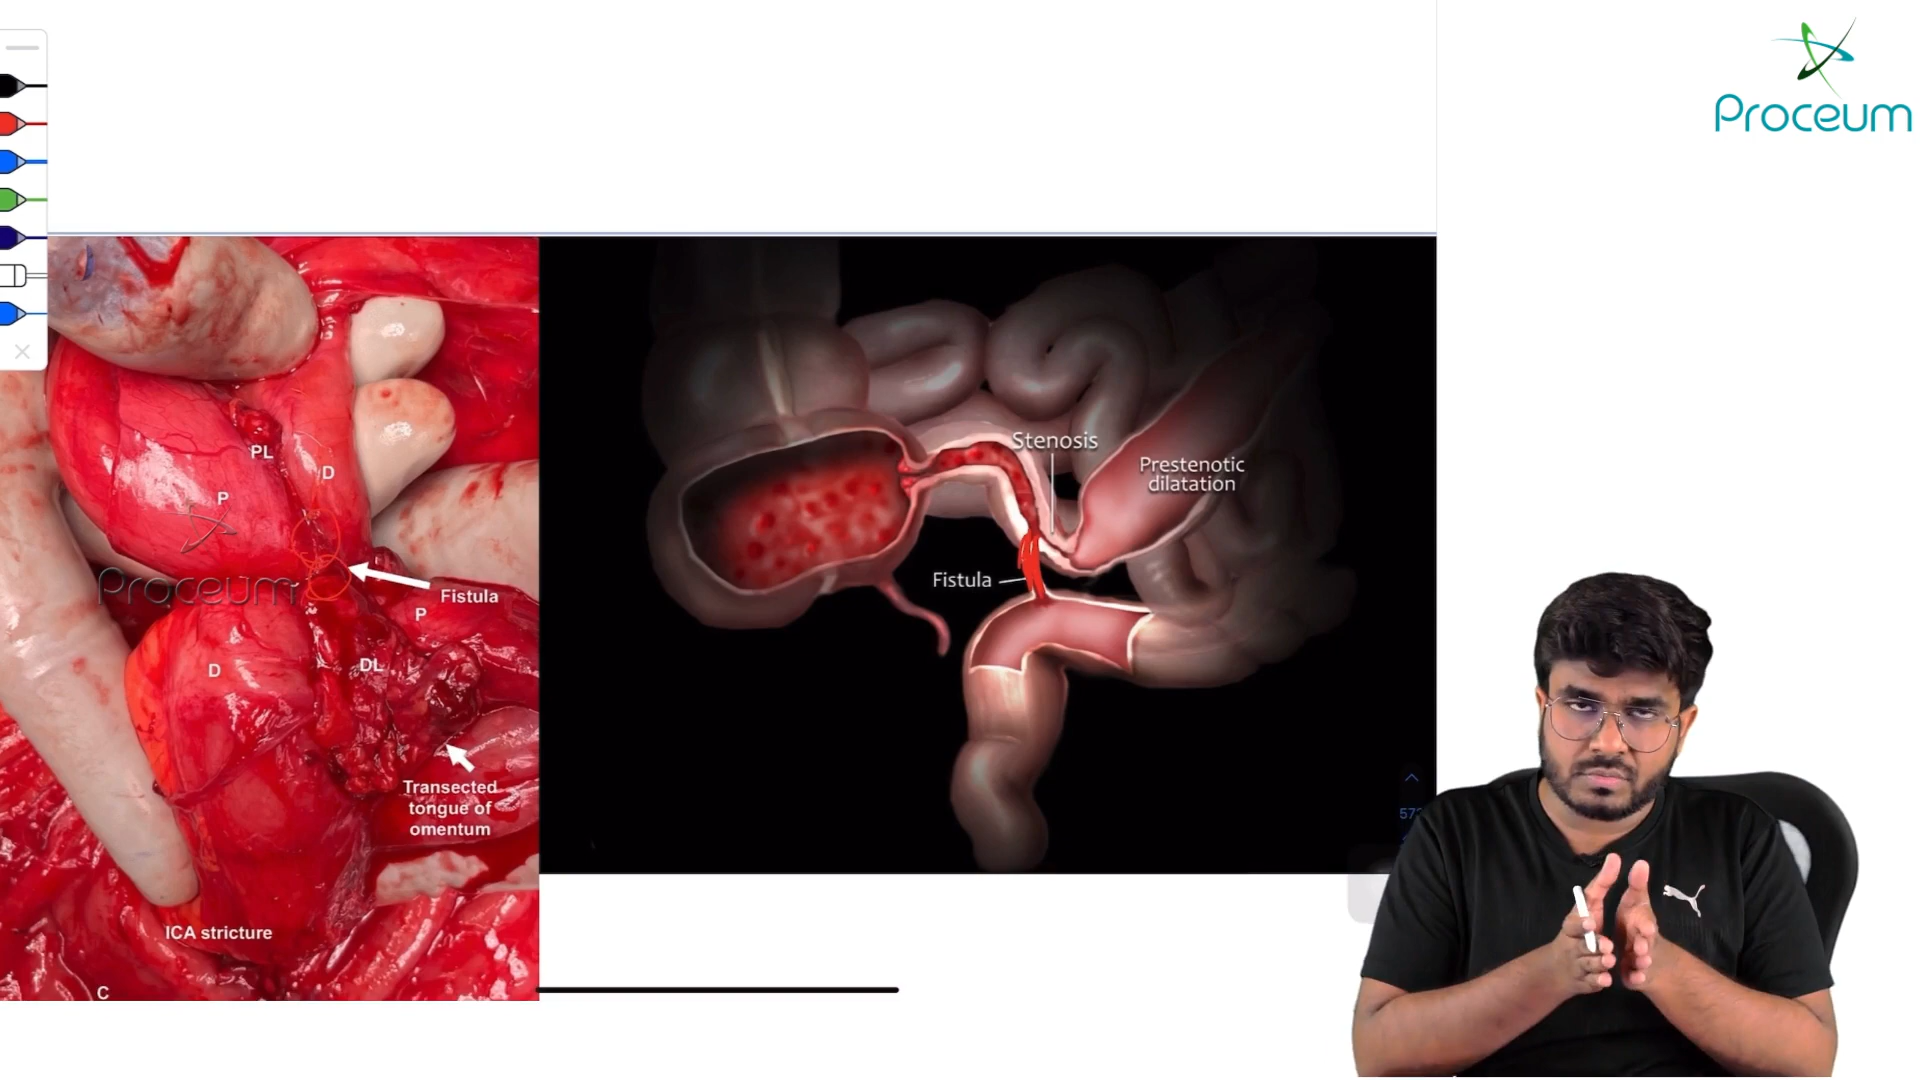 Proceum
PL
D
P
Proceum
Fistula
P
D
DL
Transected
tongue of
omentum
ICA stricture
C
Stenosis
Prestenotic
dilatation
Fistula